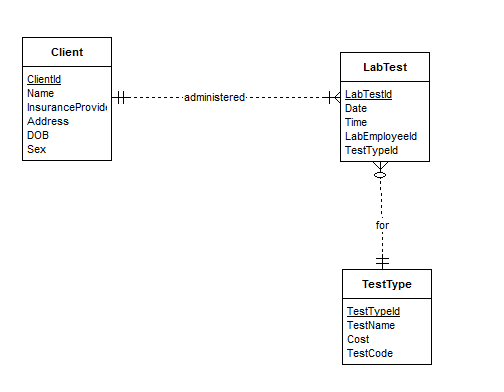 Client
ClientId
Name
InsuranceProvide
Address
DOB
Sex
administered
LabTest
LabTestId
Date
Time
LabEmployeeId
TestTypeId
for
TestType
TestTypeId
TestName
Cost
TestCode